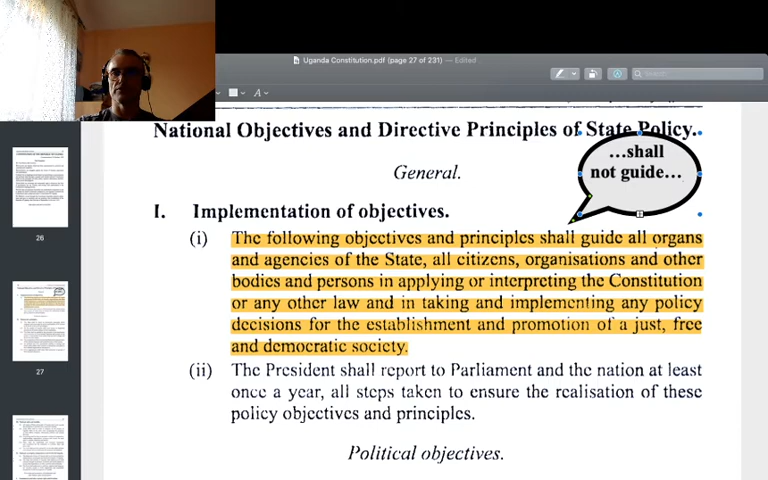 Uganda Constitution.pdf (page 27 of 231) — Edited
Search
National Objectives and Directive Principles of State Policy.
...shall
not guide...
General.
I. Implementation of objectives.
(i) The following objectives and principles shall guide all organs
and agencies of the State, all citizens, organisations and other
bodies and persons in applying or interpreting the Constitution
or any other law and in taking and implementing any policy
decisions for the establishment and promotion of a just, free
and democratic society.
(ii) The President shall report to Parliament and the nation at least
once a year, all steps taken to ensure the realisation of these
policy objectives and principles.
Political objectives.
26
27